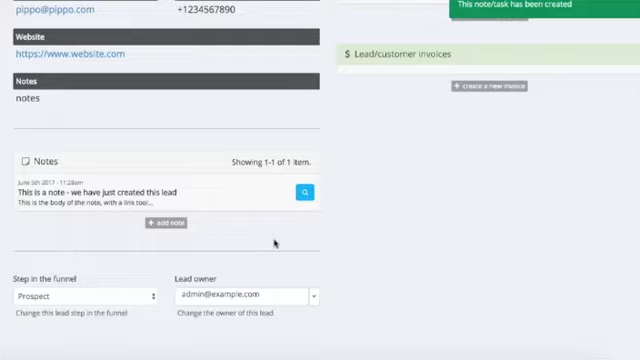 pippo@pippo.com
+1234567890
This note/task has been created
Website
https://www.website.com
$ Lead/customer invoices
Notes
+ create a new invoice
notes
Notes
Showing 1-1 of 1 item.
June 5th 2017 - 11:28am
This is a note - we have just created this lead
This is the body of the note, with a link too...
+ add note
Step in the funnel
Lead owner
Prospect
admin@example.com
Change this lead step in the funnel
Change the owner of this lead